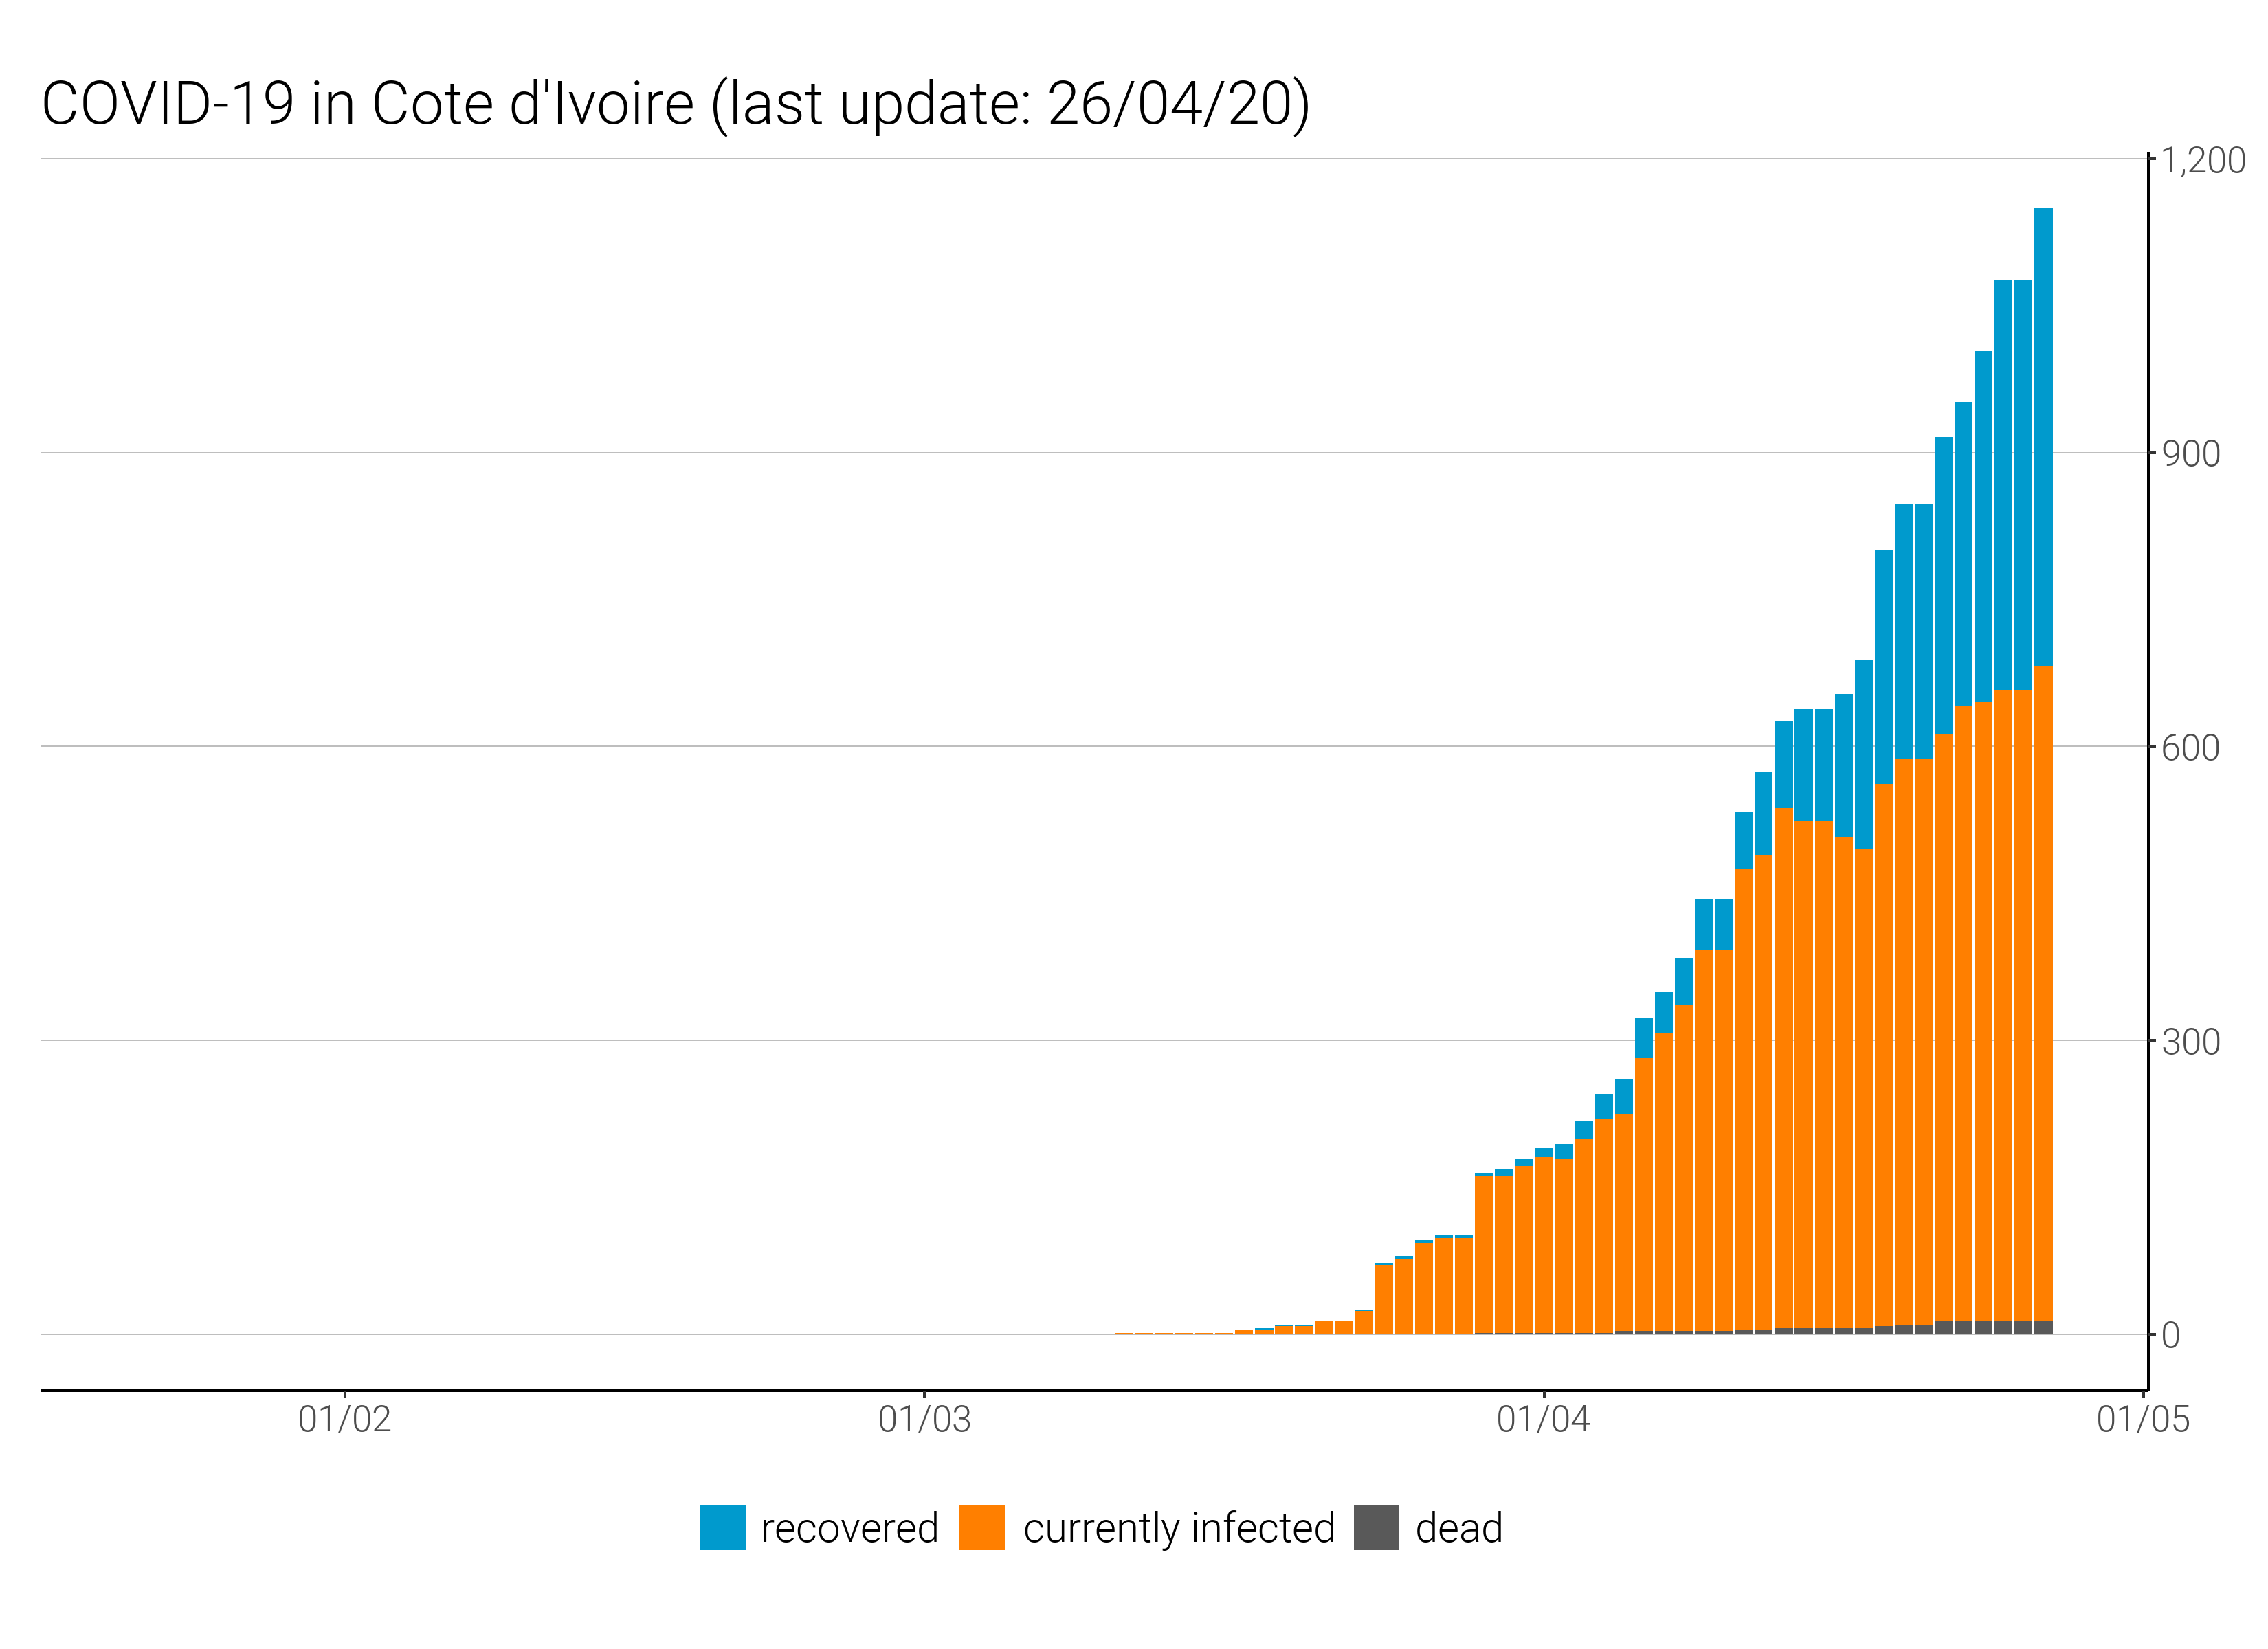 COVID-19 in Cote d'Ivoire (last update: 26/04/20)
1,200
900
600
300
0
01/02 01/03 01/04 01/05
recovered currently infected dead